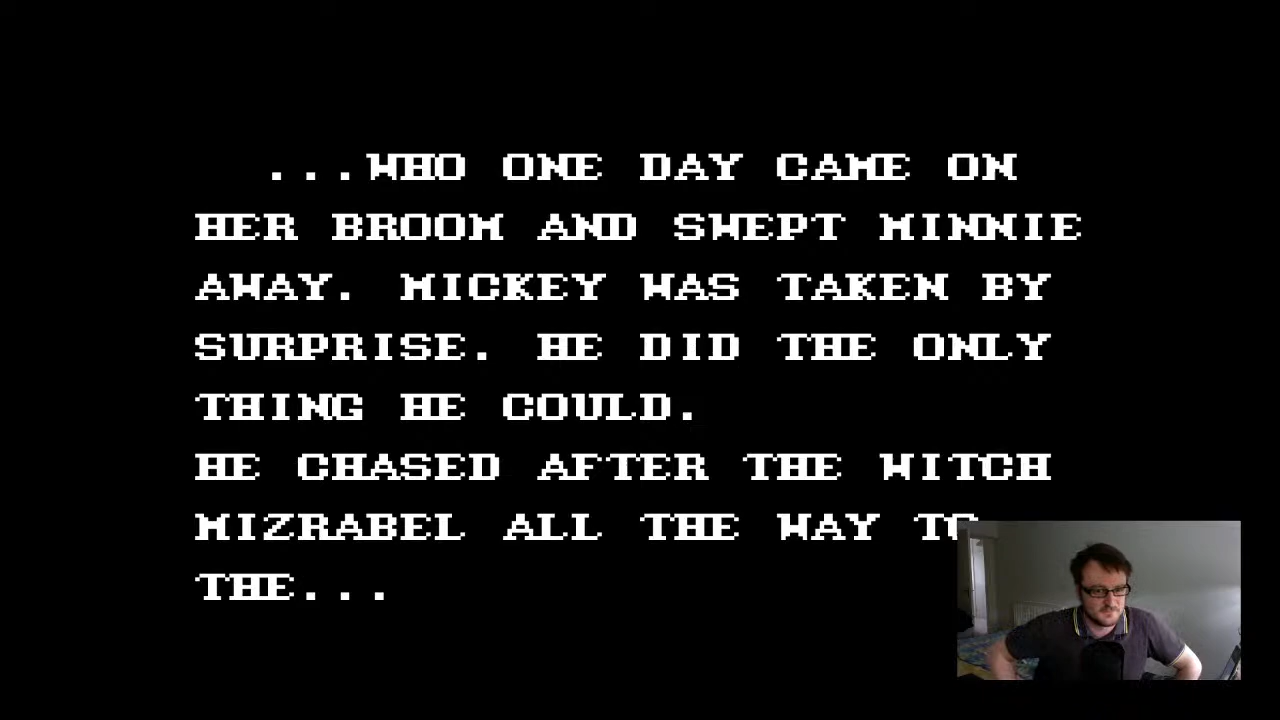 ...WHO ONE DAY CAME ON
HER BROOM AND SWEPT MINNIE
AWAY. MICKEY WAS TAKEN BY
SURPRISE. HE DID THE ONLY
THING HE COULD.
HE CHASED AFTER THE WITCH
MIZRABEL ALL THE WAY TO
THE...